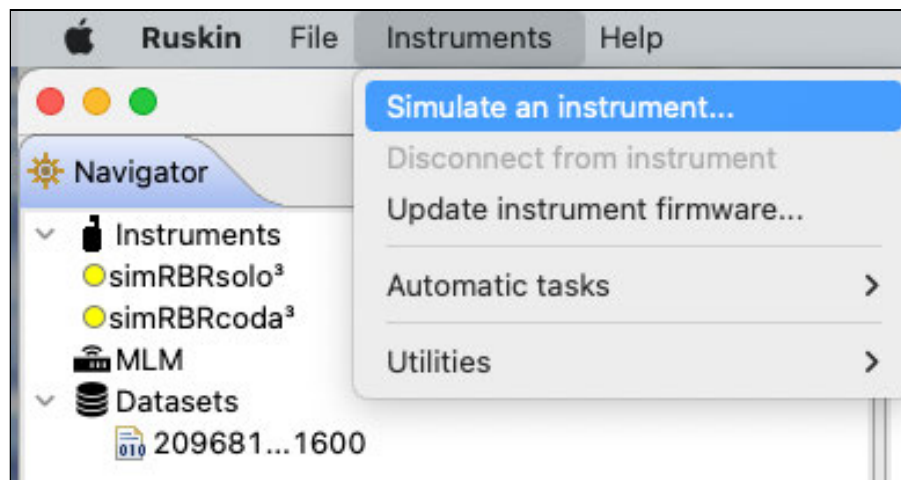 Ruskin File Instruments Help
Simulate an instrument...
Disconnect from instrument
Update instrument firmware...
Automatic tasks
Utilities
Navigator
Instruments
simRBRsolo³
simRBRcoda³
MLM
Datasets
010 209681...1600